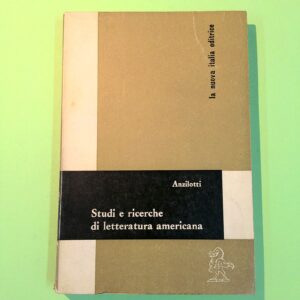 la nuova italia editrice
Anzilotti
Studi e ricerche
di letteratura americana